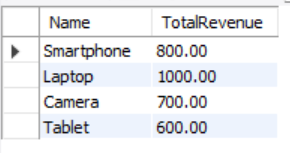 Name TotalRevenue
Smartphone 800.00
Laptop 1000.00
Camera 700.00
Tablet 600.00